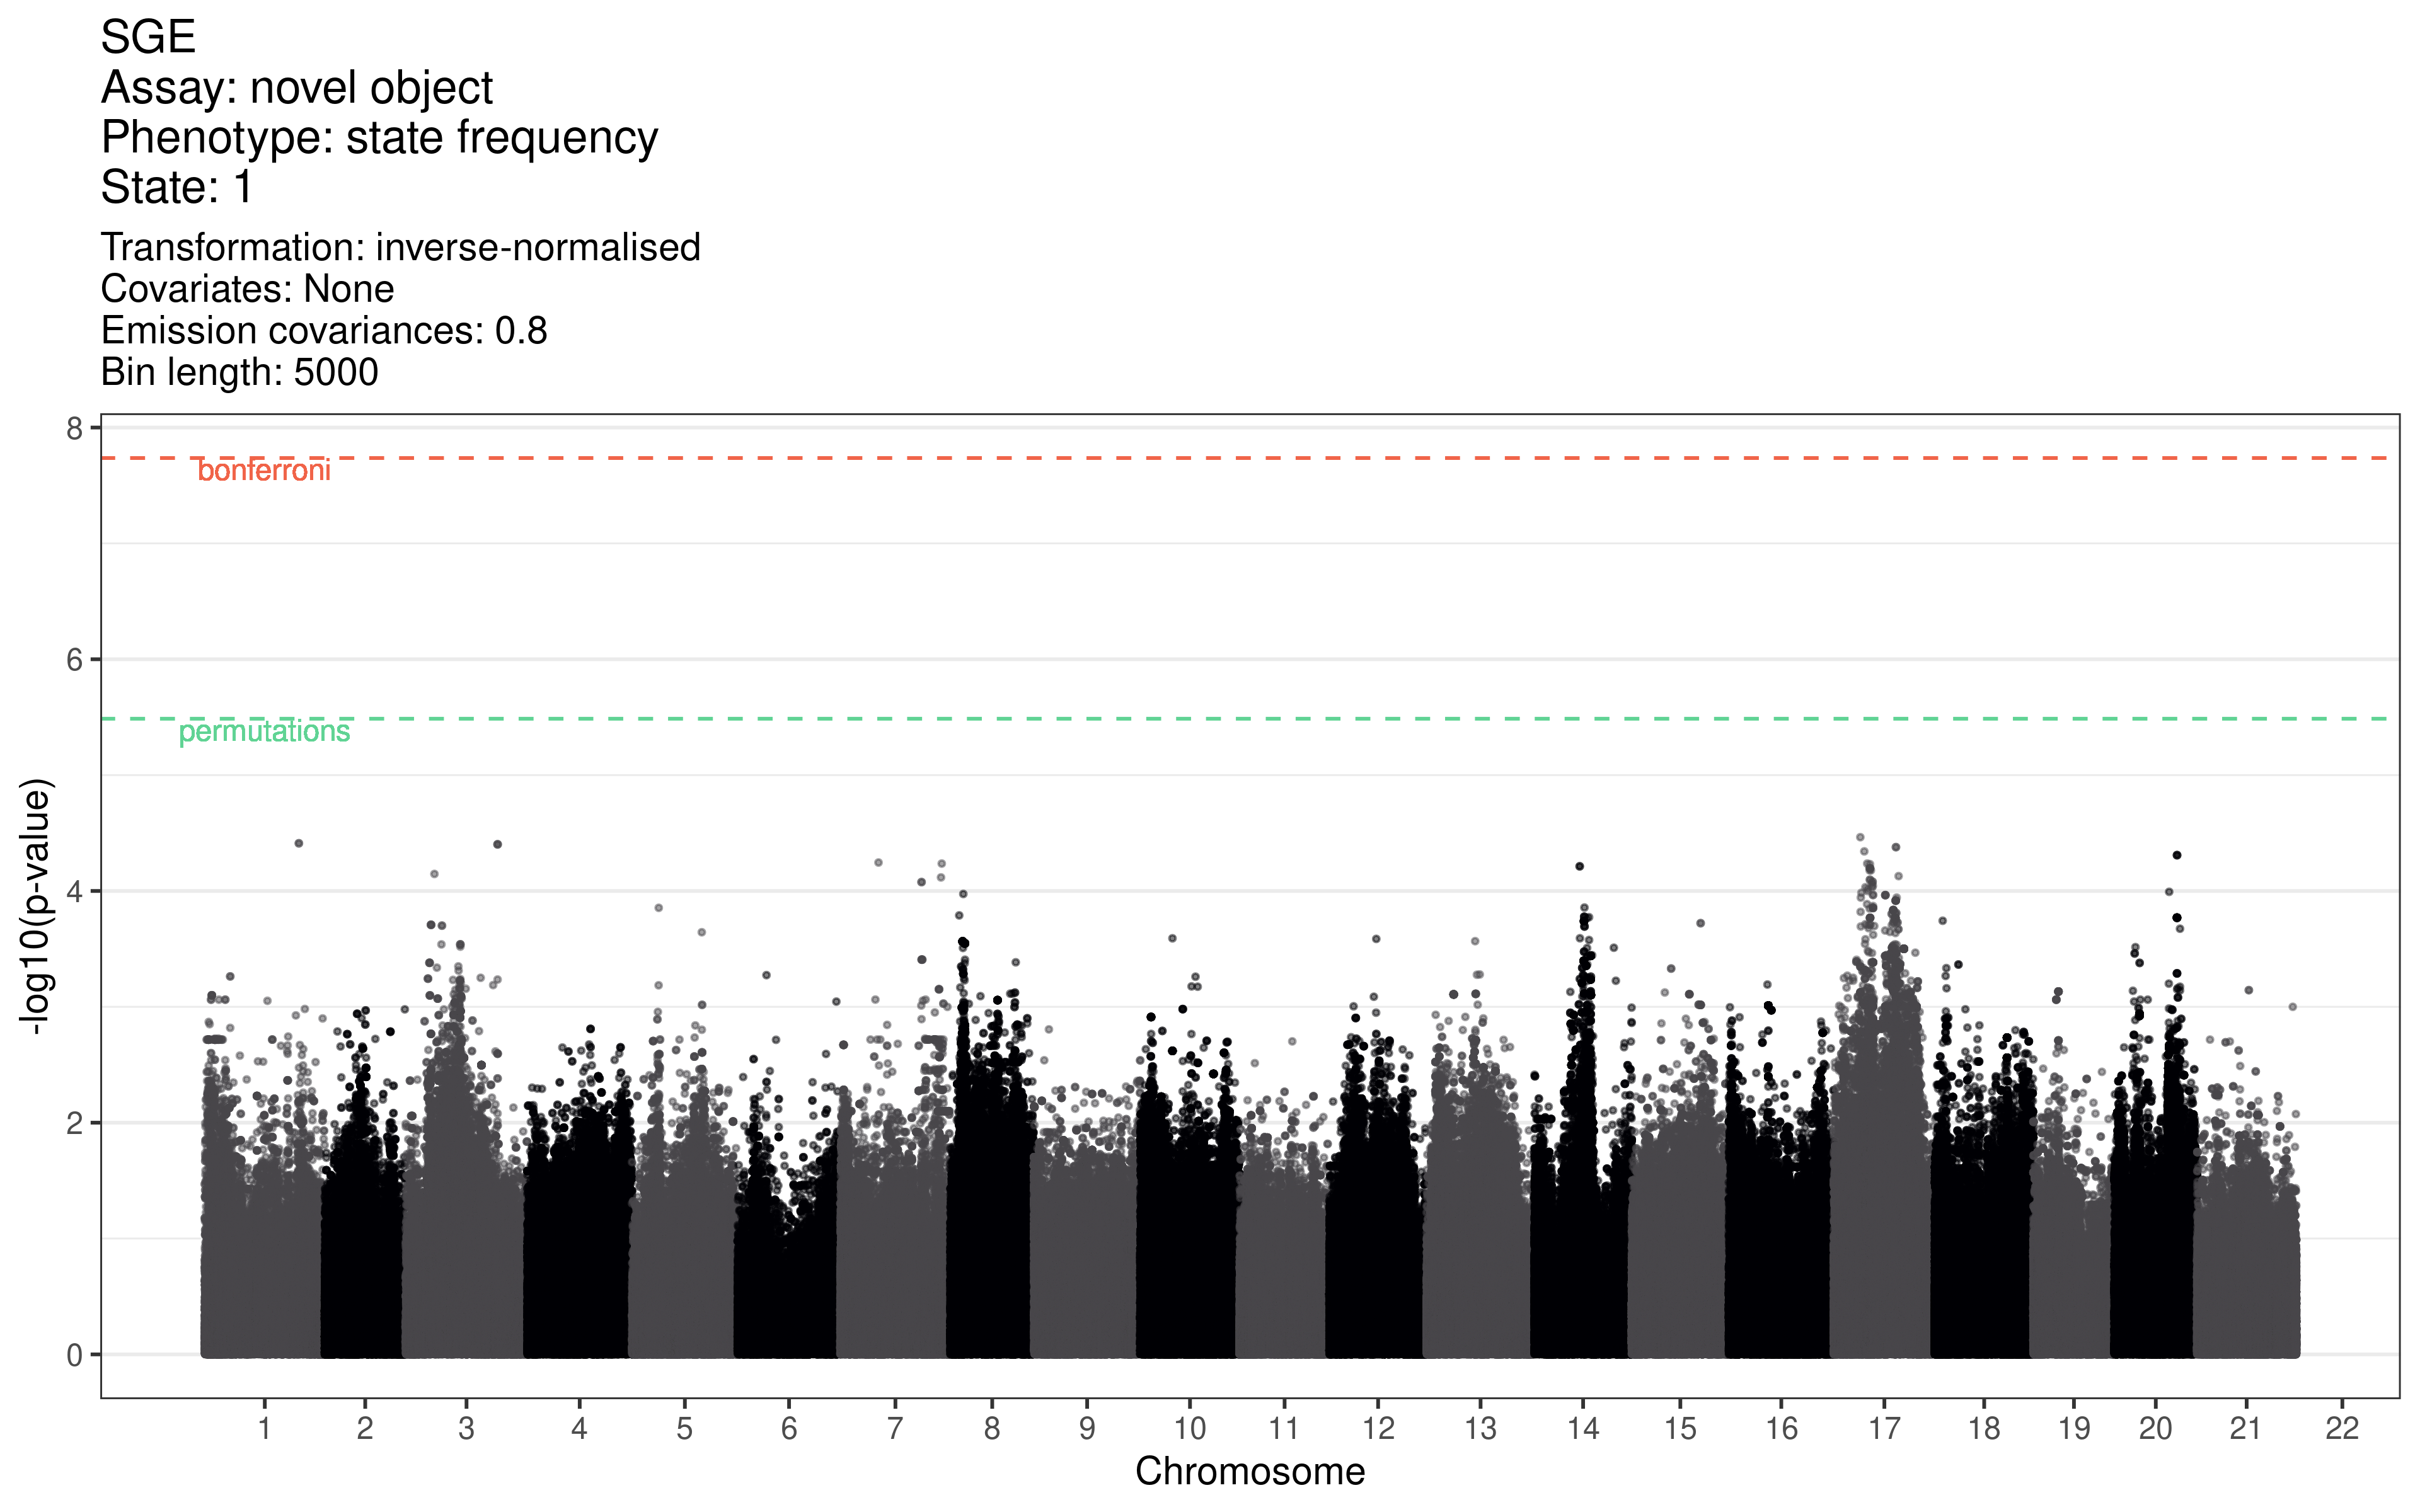 SGE
Assay: novel object
Phenotype: state frequency
State: 1
Transformation: inverse-normalised
Covariates: None
Emission covariances: 0.8
Bin length: 5000
8
bonferroni
6
permutations
4
2
0
-log10(p-value)
1 2 3 4 5 6 7 8 9 10 11 12 13 14 15 16 17 18 19 20 21 22
Chromosome